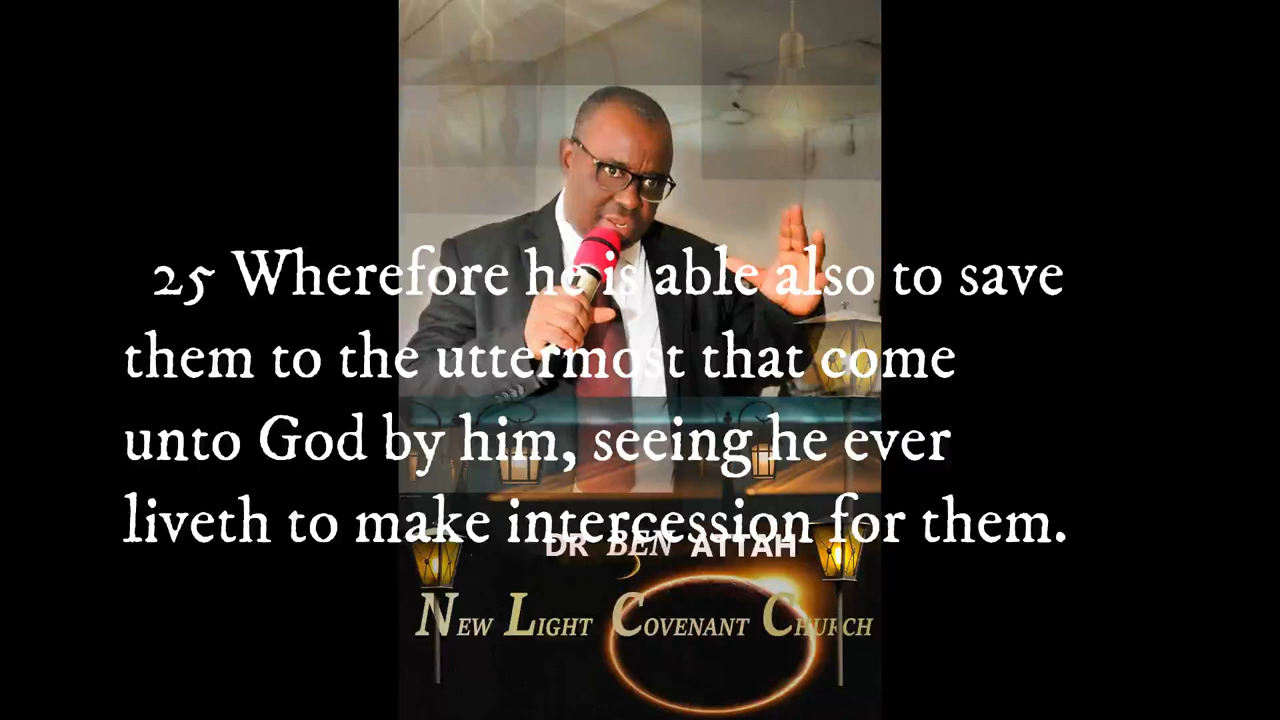 25 Wherefore he is able also to save
them to the uttermost that come
unto God by him, seeing he ever
liveth to make intercession for them.
DR BEN ATTAH
NEW LIGHT COVENANT CHURCH